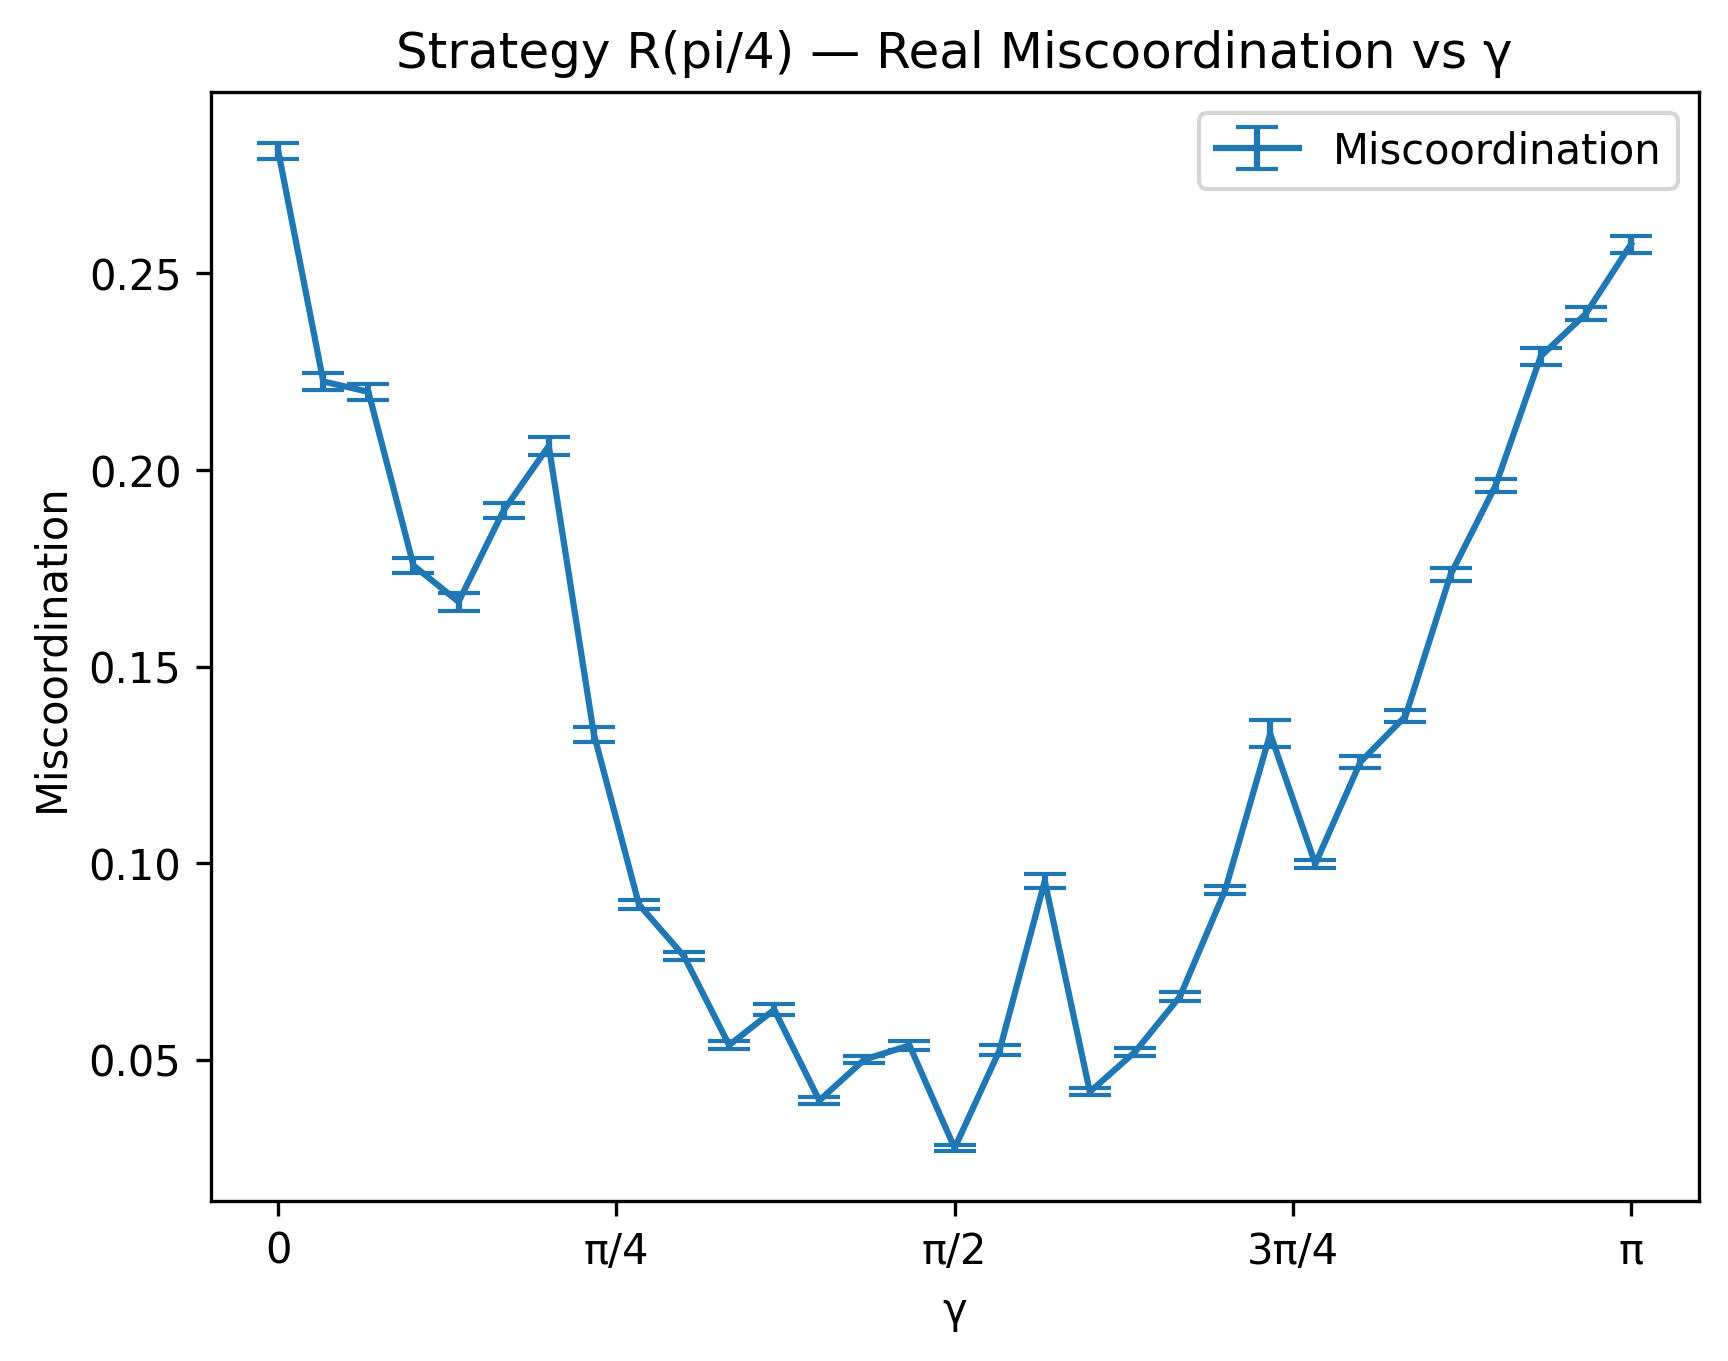 Strategy R(pi/4) — Real Miscoordination vs γ
Miscoordination
0.25
0.20
0.15
0.10
0.05
Miscoordination
0 π/4 π/2 3π/4 π
γ